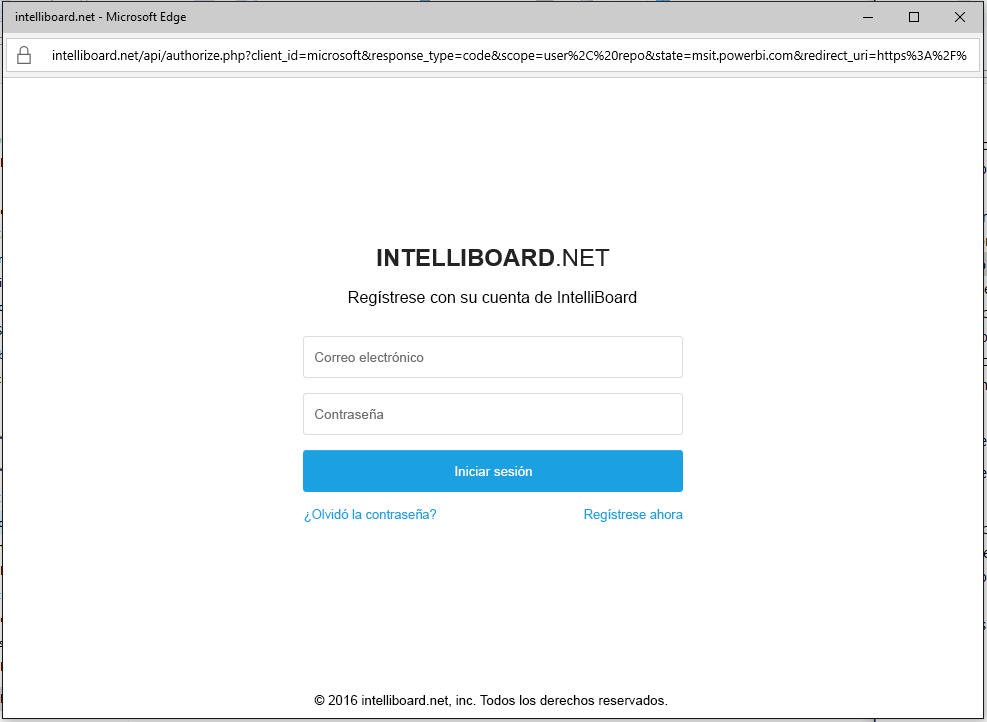 intelliboard.net - Microsoft Edge
intelliboard.net/api/authorize.php?client_id=microsoft&response_type=code&scope=user%2C%20repo&state=msit.powerbi.com&redirect_uri=https%3A%2F%
INTELLIBOARD.NET
Regístrese con su cuenta de IntelliBoard
Correo electrónico
Contraseña
Iniciar sesión
¿Olvidó la contraseña? Regístrese ahora
© 2016 intelliboard.net, inc. Todos los derechos reservados.